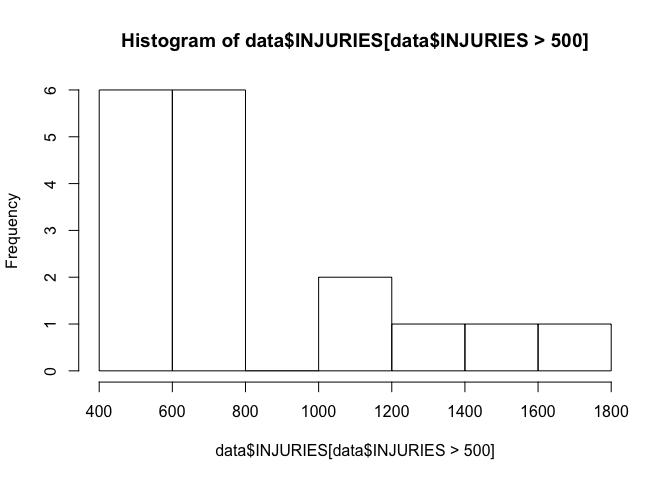 Histogram of data$INJURIES[data$INJURIES > 500]
6
5
4
3
2
1
0
Frequency
400 600 800 1000 1200 1400 1600 1800
data$INJURIES[data$INJURIES > 500]